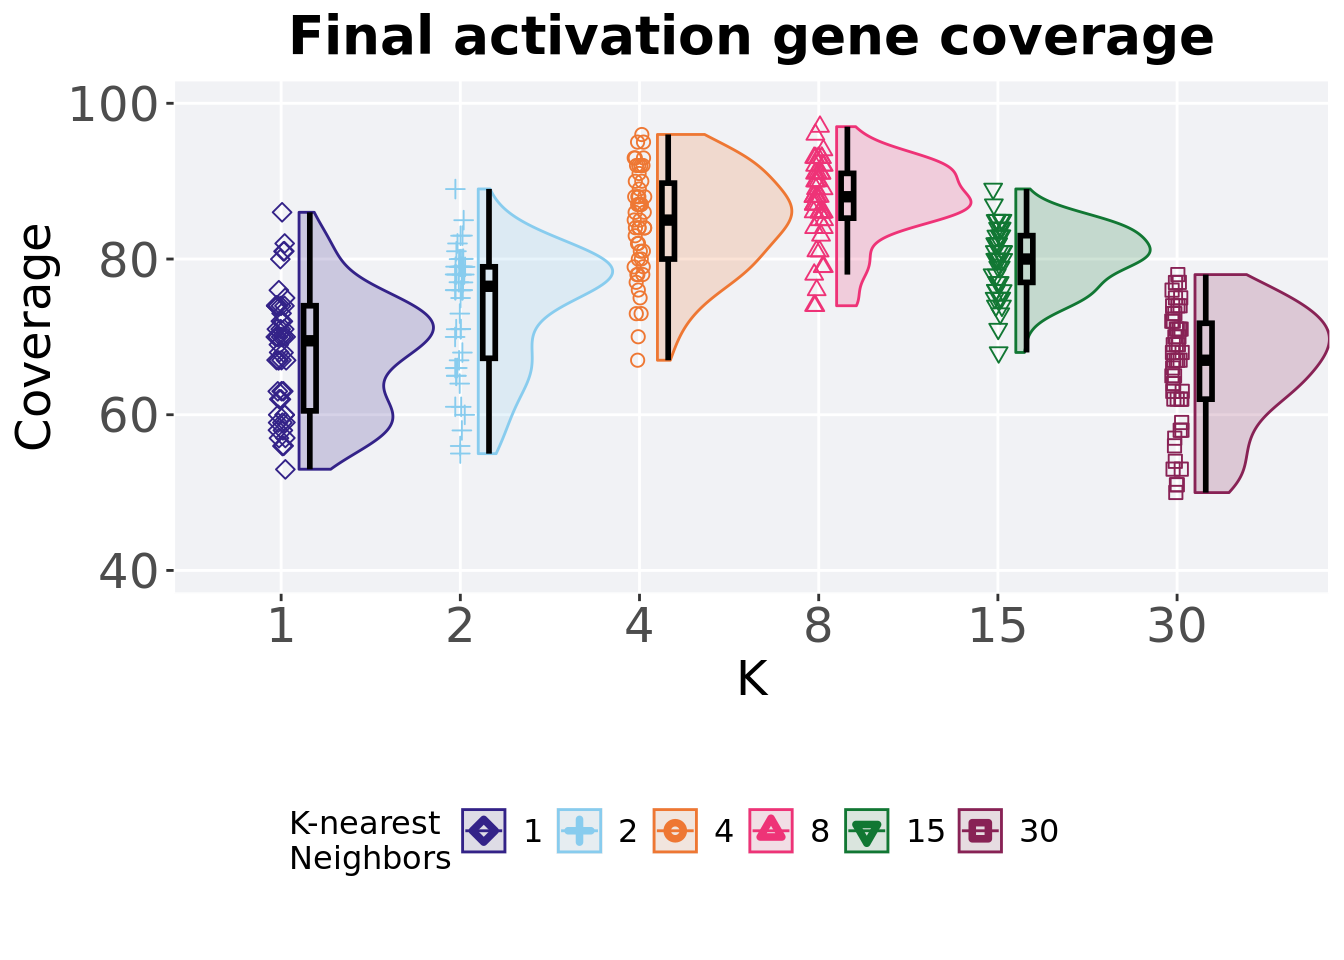 Final activation gene coverage
100
80
60
40
Coverage
1 2 4 8 15 30
K
K-nearest
Neighbors
1 2 4 8 15 30